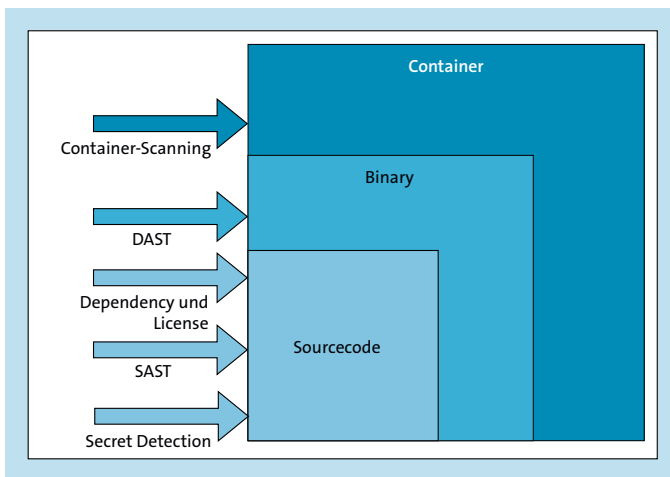 Container
Container-Scanning
Binary
DAST
Dependency und
License
Sourcecode
SAST
Secret Detection